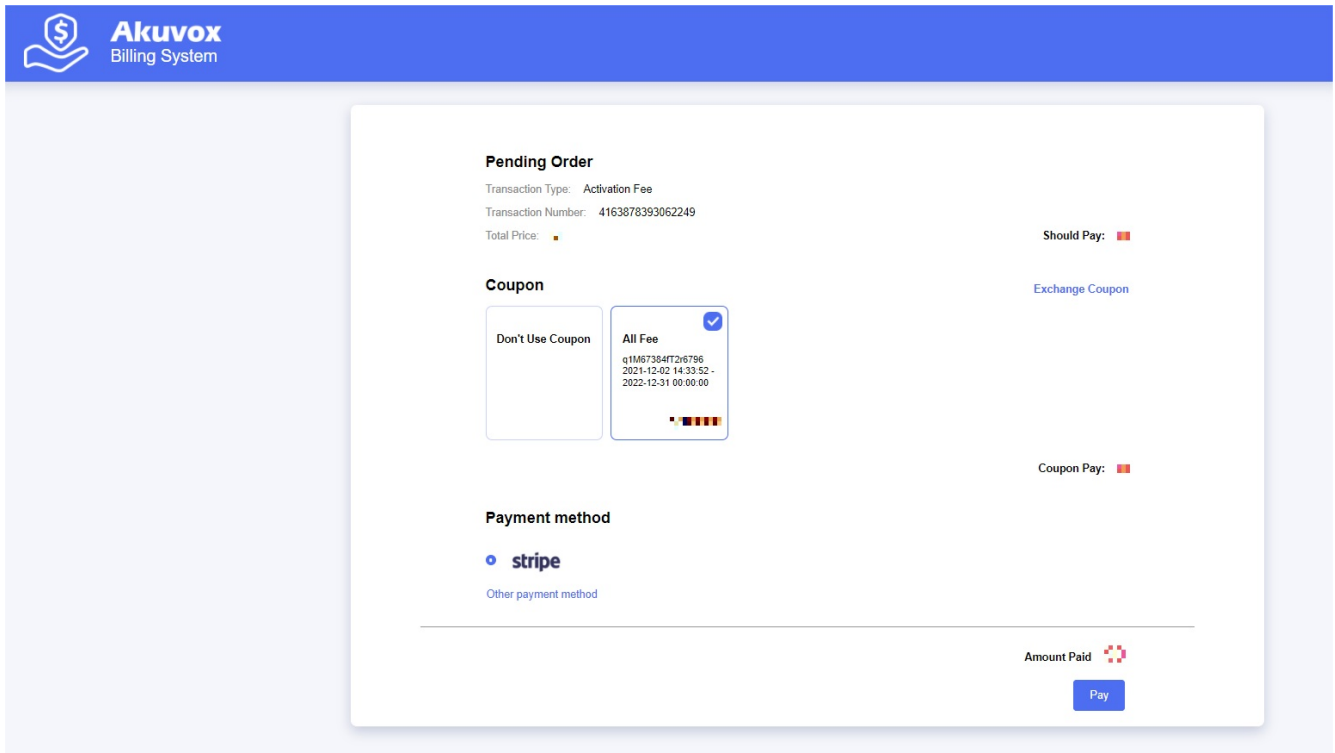 Akuvox
Billing System
Pending Order
Transaction Type: Activation Fee
Transaction Number: 4163878393062249
Total Price:
Should Pay:
Coupon
Exchange Coupon
Don't Use Coupon
All Fee
q1M67384fT2r6796
2021-12-02 14:33:52 -
2022-12-31 00:00:00
Coupon Pay:
Payment method
stripe
Other payment method
Amount Paid
Pay